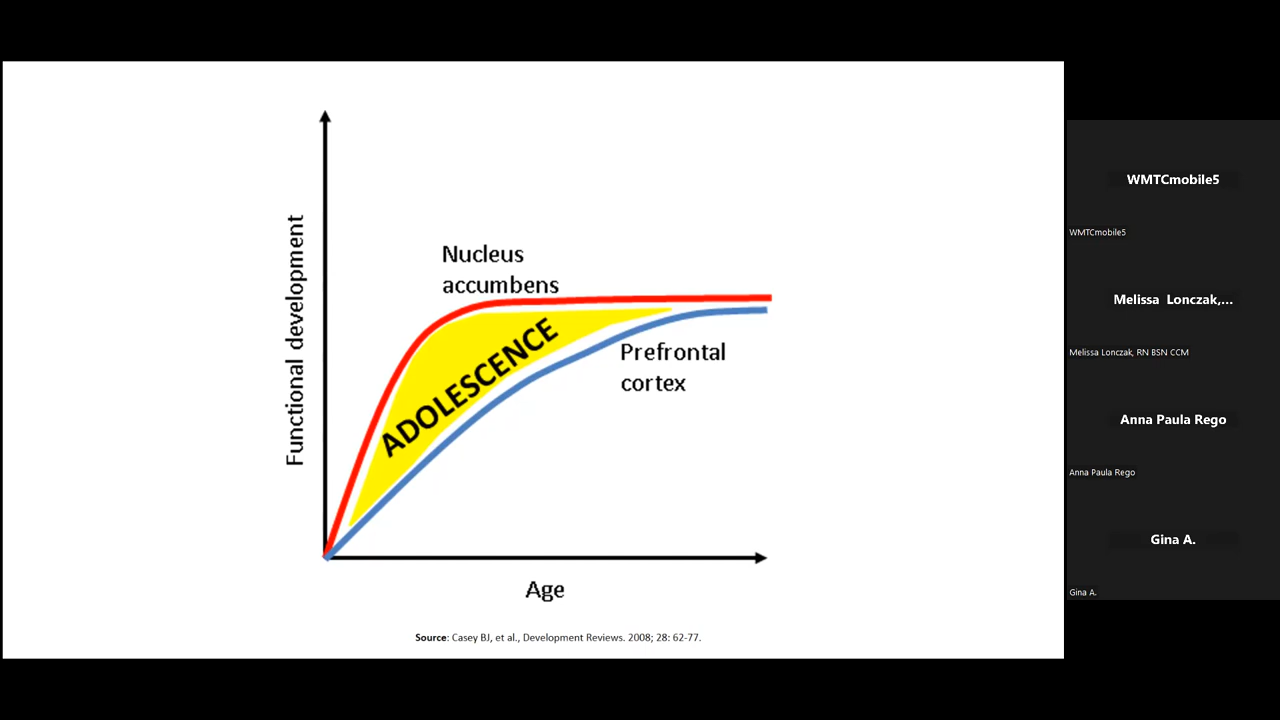 Functional development
Nucleus
accumbens
ADOLESCENCE
Prefrontal
cortex
Age
Source: Casey BJ, et al., Development Reviews. 2008; 28: 62-77.
WMTCmobile5
WMTCmobile5
Melissa Lonczak,...
Melissa Lonczak, RN BSN CCM
Anna Paula Rego
Anna Paula Rego
Gina A.
Gina A.